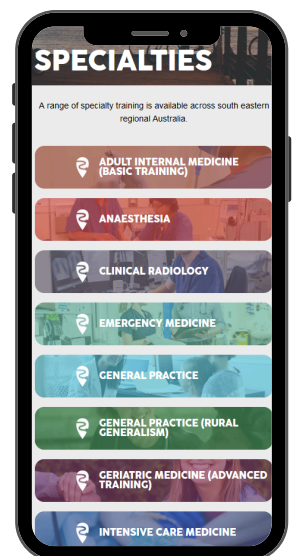 SPECIALTIES
A range of specialty training is available across south eastern
regional Australia.
ADULT INTERNAL MEDICINE
(BASIC TRAINING)
ANAESTHESIA
CLINICAL RADIOLOGY
EMERGENCY MEDICINE
GENERAL PRACTICE
GENERAL PRACTICE (RURAL
GENERALISM)
GERIATRIC MEDICINE (ADVANCED
TRAINING)
INTENSIVE CARE MEDICINE